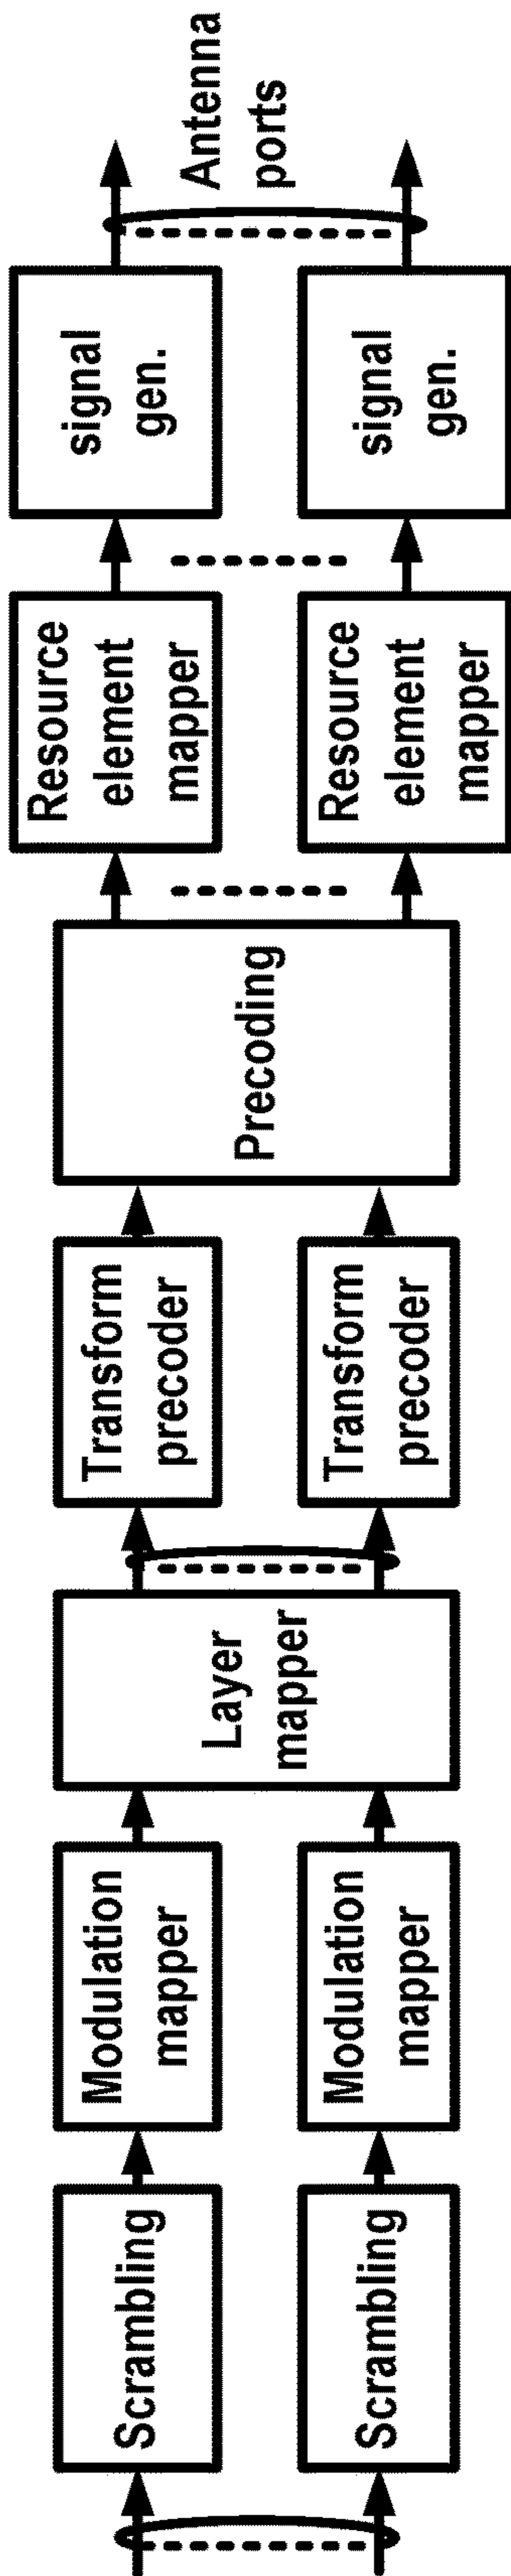 Scrambling
Scrambling
Modulation
mapper
Modulation
mapper
Layer
mapper
Transform
precoder
Transform
precoder
Precoding
Resource
element
mapper
Resource
element
mapper
signal
gen.
signal
gen.
Antenna
ports